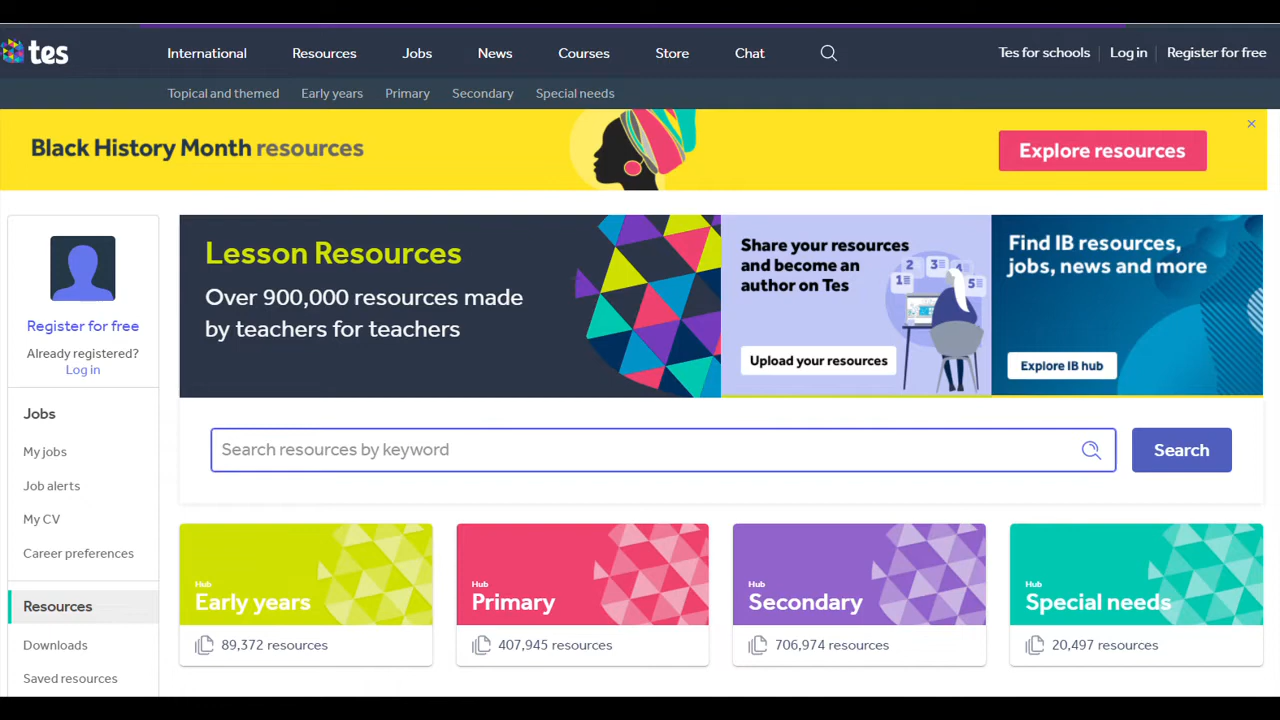 tes
International Resources Jobs News Courses Store Chat
Tes for schools Log in Register for free
Topical and themed Early years Primary Secondary Special needs
Black History Month resources
Explore resources
Register for free
Already registered?
Log in
Jobs
My jobs
Job alerts
My CV
Career preferences
Resources
Downloads
Saved resources
Lesson Resources
Over 900,000 resources made
by teachers for teachers
Share your resources
and become an
author on Tes
1 2 3 4 5
Upload your resources
Find IB resources,
jobs, news and more
Explore IB hub
Search resources by keyword
Search
Hub
Early years
89,372 resources
Hub
Primary
407,945 resources
Hub
Secondary
706,974 resources
Hub
Special needs
20,497 resources